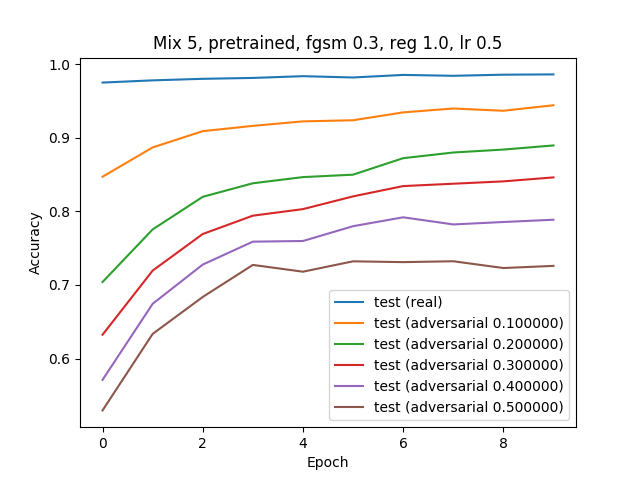 Mix 5, pretrained, fgsm 0.3, reg 1.0, lr 0.5
1.0
0.9
0.8
0.7
0.6
Accuracy
test (real)
test (adversarial 0.100000)
test (adversarial 0.200000)
test (adversarial 0.300000)
test (adversarial 0.400000)
test (adversarial 0.500000)
0 2 4 6 8
Epoch